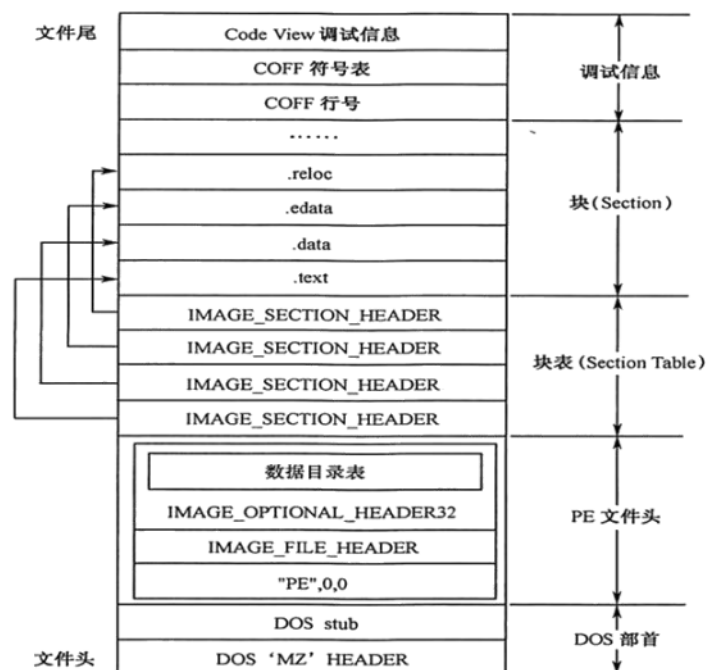 文件尾
Code View 调试信息
COFF 符号表
COFF 行号
调试信息
······
.reloc
.edata
.data
.text
块(Section)
IMAGE_SECTION_HEADER
IMAGE_SECTION_HEADER
IMAGE_SECTION_HEADER
IMAGE_SECTION_HEADER
块表(Section Table)
数据目录表
IMAGE_OPTIONAL_HEADER32
IMAGE_FILE_HEADER
"PE",0,0
PE 文件头
DOS stub
DOS 部首
文件头
DOS ‘MZ’ HEADER